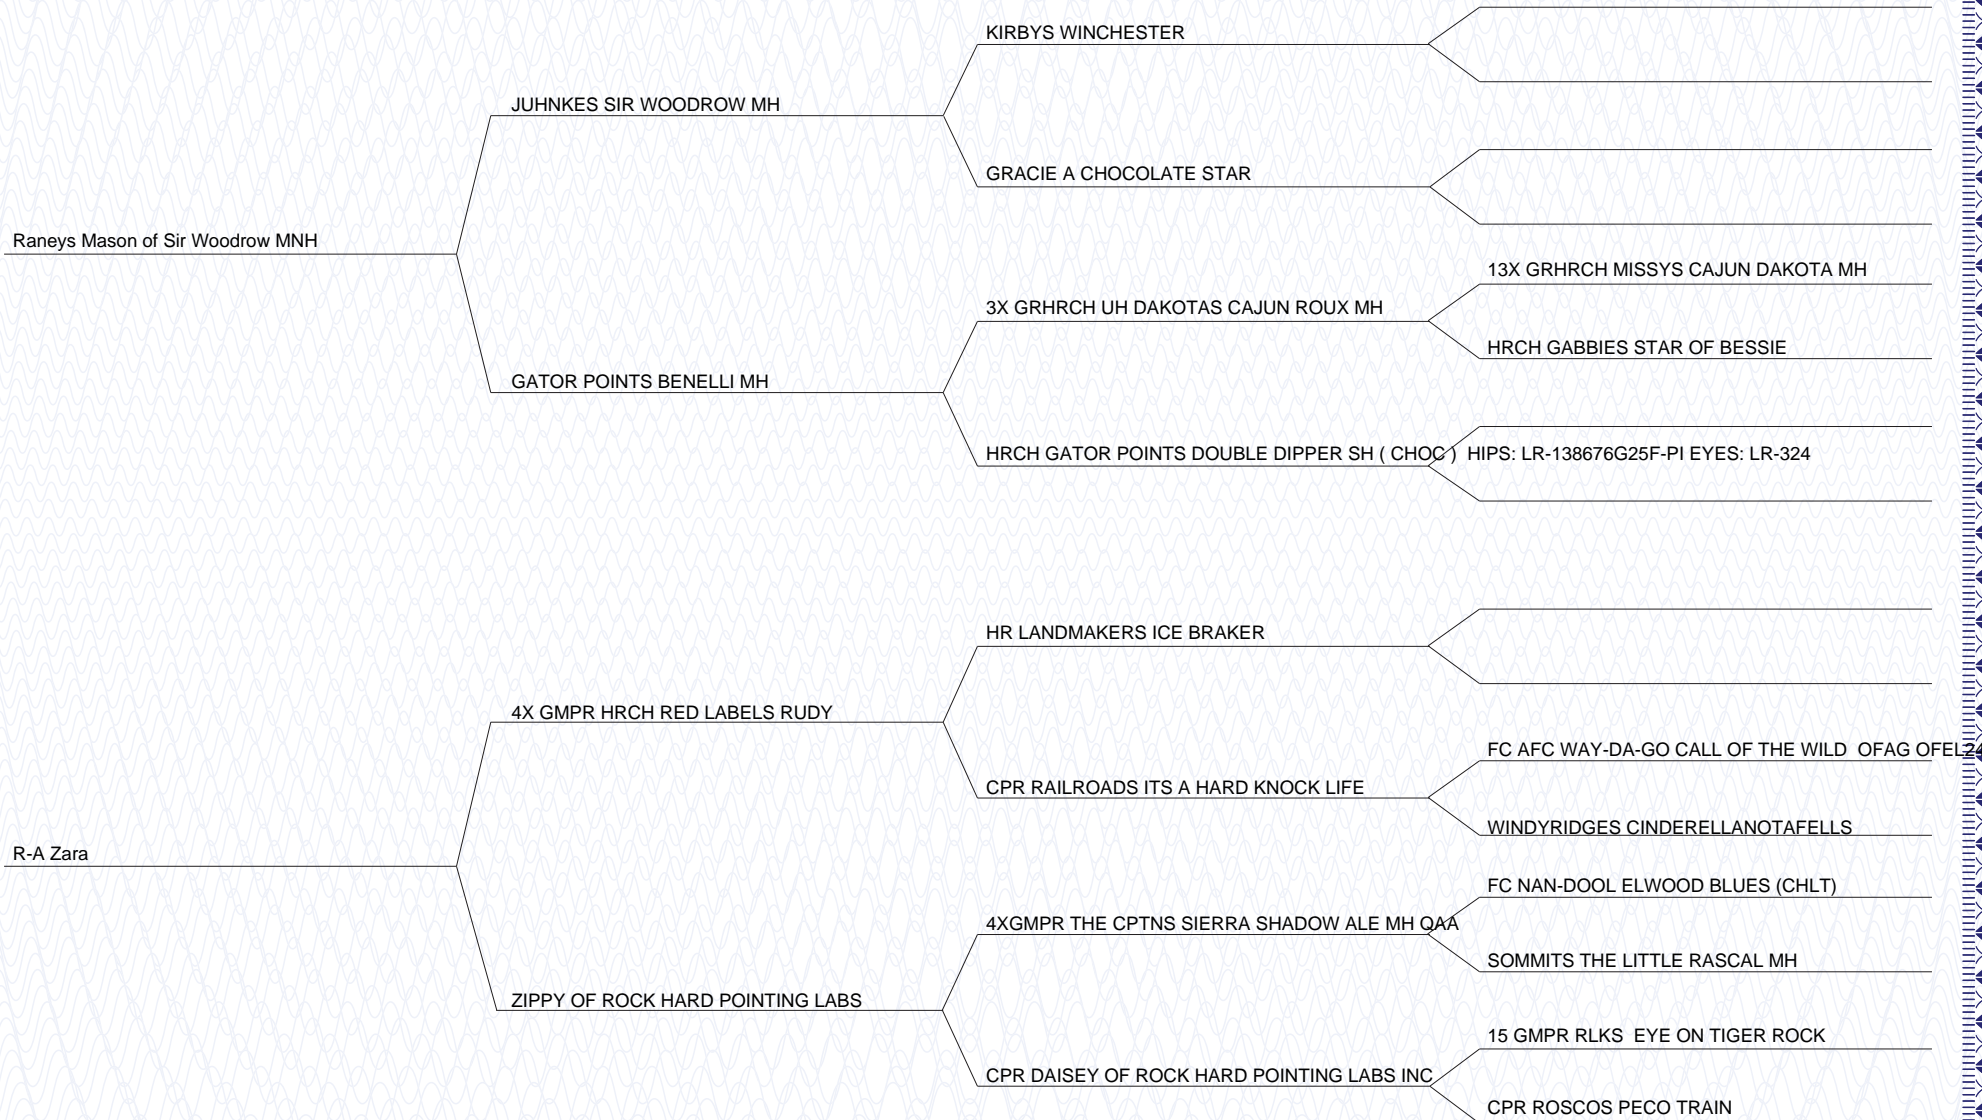 KIRBYS WINCHESTER
JUHNKES SIR WOODROW MH
GRACIE A CHOCOLATE STAR
Raneys Mason of Sir Woodrow MNH
13X GRHRCH MISSYS CAJUN DAKOTA MH
3X GRHRCH UH DAKOTAS CAJUN ROUX MH
HRCH GABBIES STAR OF BESSIE
GATOR POINTS BENELLI MH
HRCH GATOR POINTS DOUBLE DIPPER SH ( CHOC )  HIPS: LR-138676G25F-PI EYES: LR-324
HR LANDMAKERS ICE BRAKER
4X GMPR HRCH RED LABELS RUDY
FC AFC WAY-DA-GO CALL OF THE WILD  OFAG
CPR RAILROADS ITS A HARD KNOCK LIFE
WINDYRIDGES CINDERELLANOTAFELLS
R-A Zara
FC NAN-DOOL ELWOOD BLUES (CHLT)
4XGMPR THE CPTNS SIERRA SHADOW ALE MH QAA
SOMMITS THE LITTLE RASCAL MH
ZIPPY OF ROCK HARD POINTING LABS
15 GMPR RLKS  EYE ON TIGER ROCK
CPR DAISEY OF ROCK HARD POINTING LABS INC
CPR ROSCOS PECO TRAIN